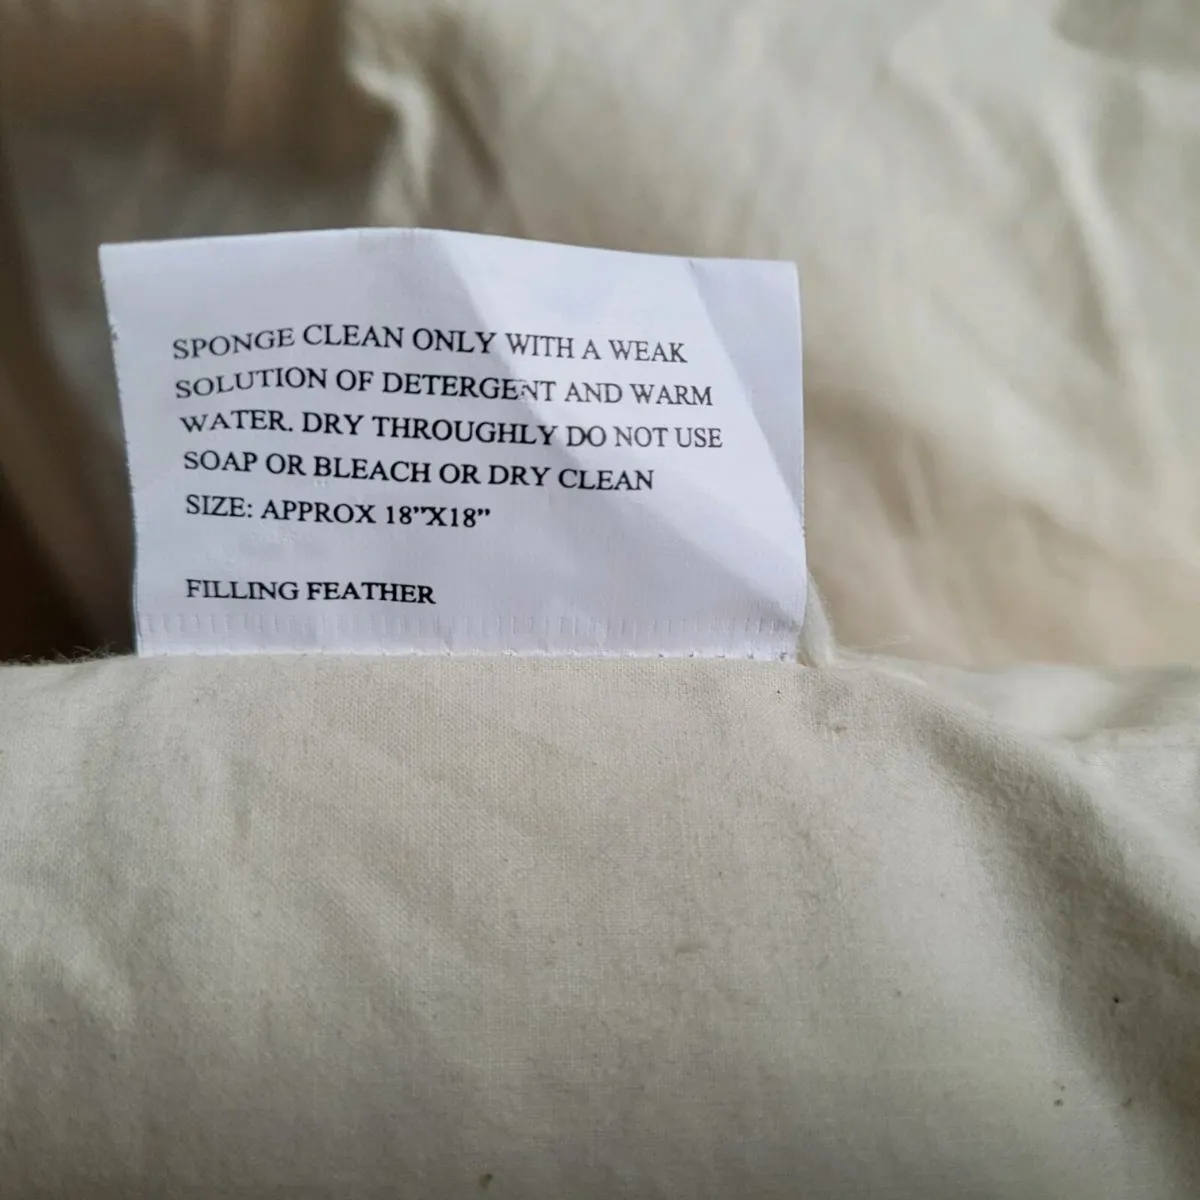 SPONGE CLEAN ONLY WITH A WEAK
SOLUTION OF DETERGENT AND WARM
WATER. DRY THROUGHLY DO NOT USE
SOAP OR BLEACH OR DRY CLEAN
SIZE: APPROX 18”X18”
FILLING FEATHER